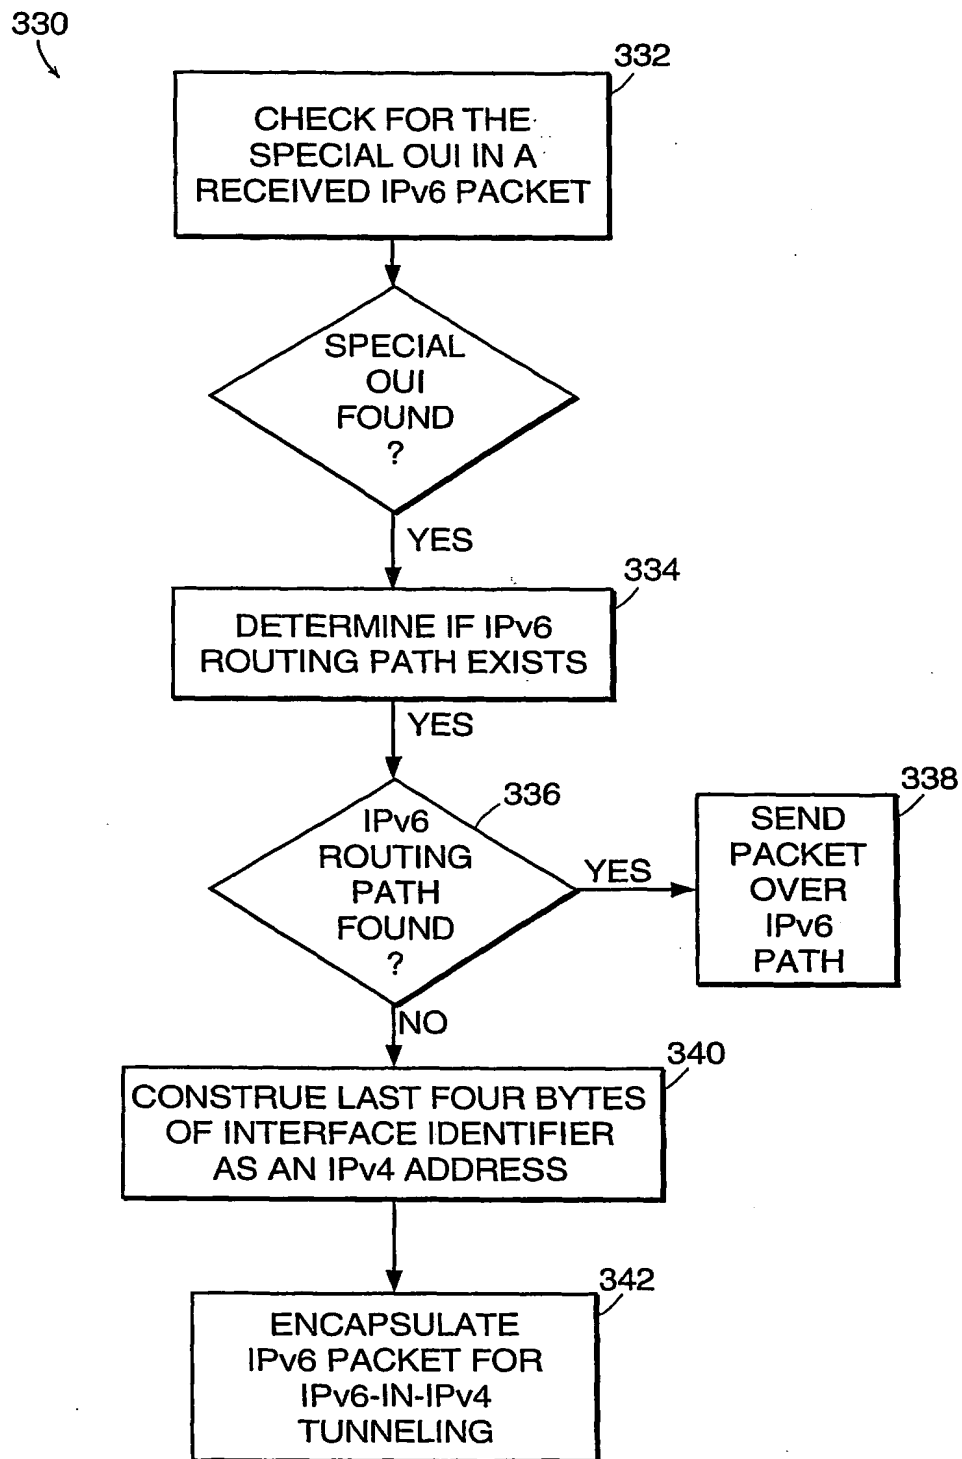 330
332
CHECK FOR THE
SPECIAL OUI IN A
RECEIVED IPv6 PACKET
SPECIAL
OUI
FOUND
?
YES
334
DETERMINE IF IPv6
ROUTING PATH EXISTS
YES
336
IPv6
ROUTING
PATH
FOUND
?
YES
338
SEND
PACKET
OVER
IPv6
PATH
NO
340
CONSTRUE LAST FOUR BYTES
OF INTERFACE IDENTIFIER
AS AN IPv4 ADDRESS
342
ENCAPSULATE
IPv6 PACKET FOR
IPv6-IN-IPv4
TUNNELING